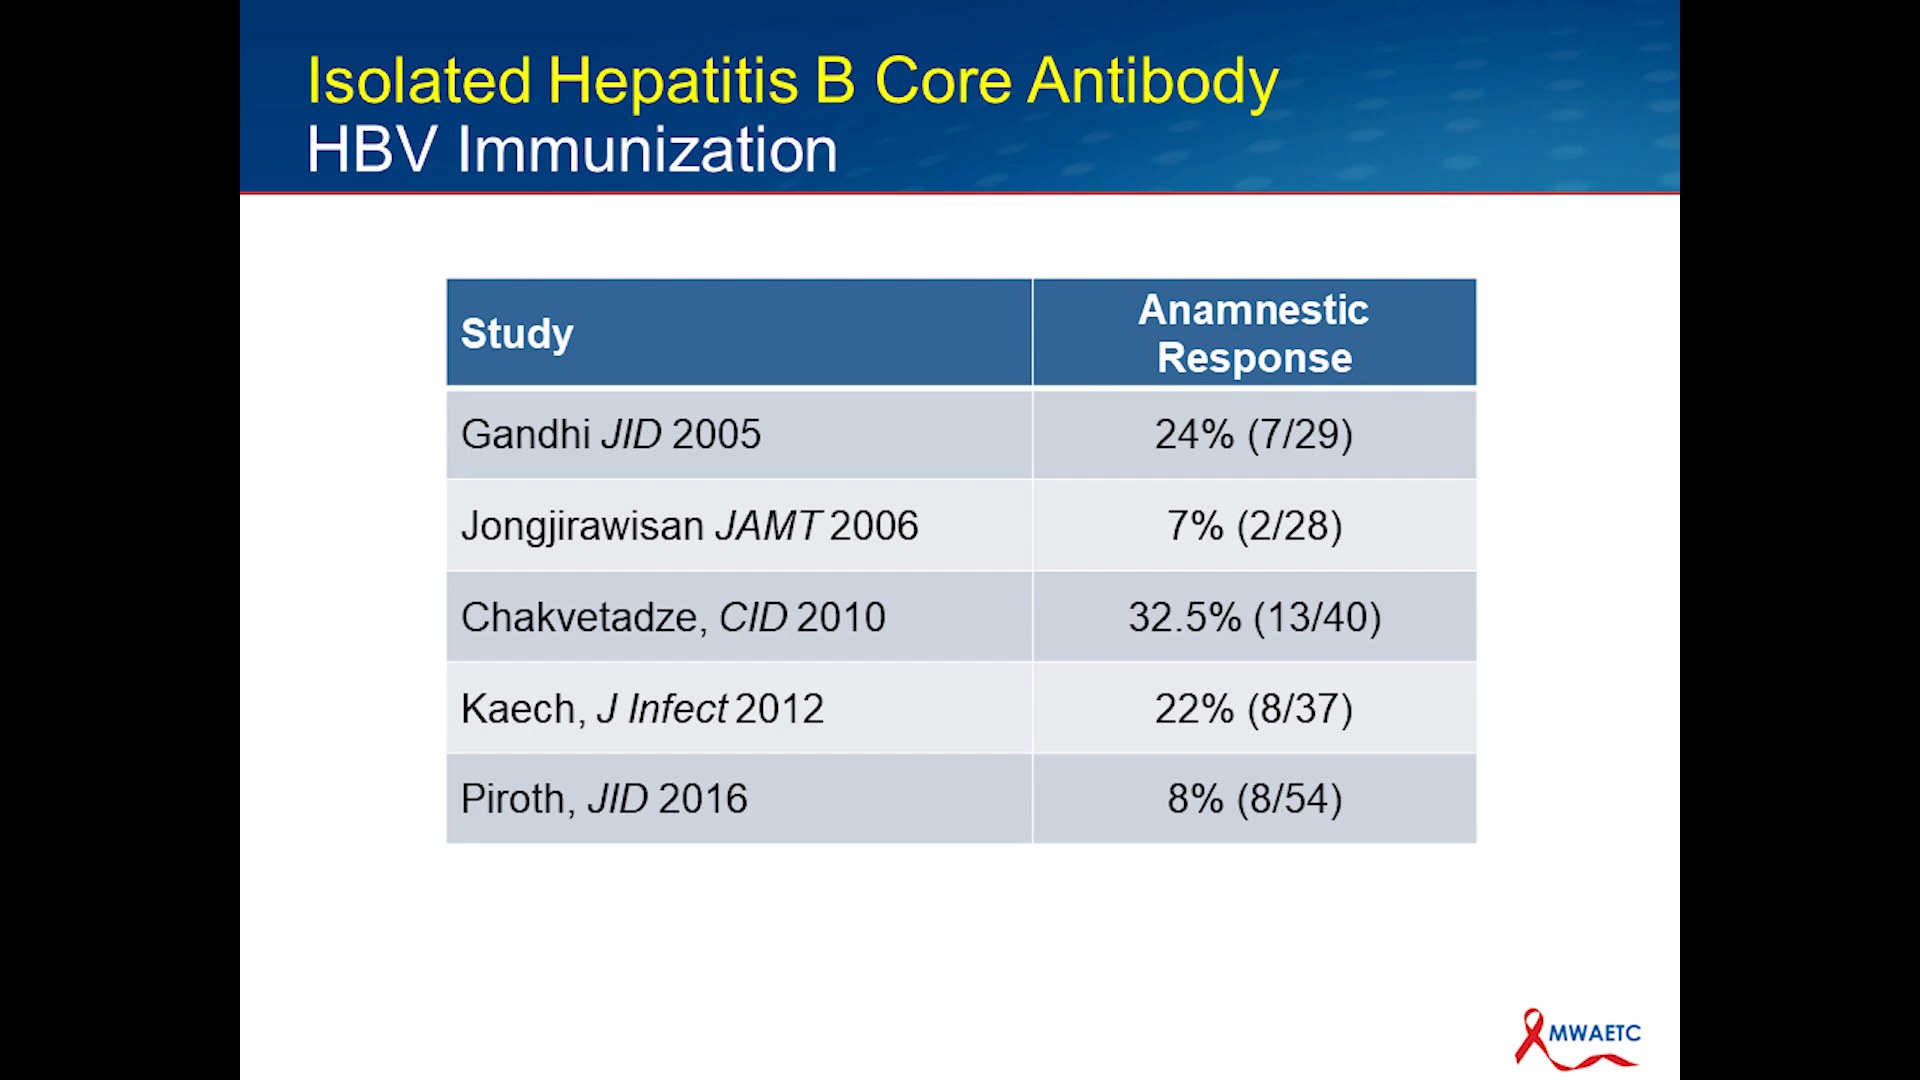 Isolated Hepatitis B Core Antibody
HBV Immunization
Study
Anamnestic
Response
Gandhi JID 2005
24% (7/29)
Jongjirawisan JAMT 2006
7% (2/28)
Chakvetadze, CID 2010
32.5% (13/40)
Kaech, J Infect 2012
22% (8/37)
Piroth, JID 2016
8% (8/54)
MWAETC